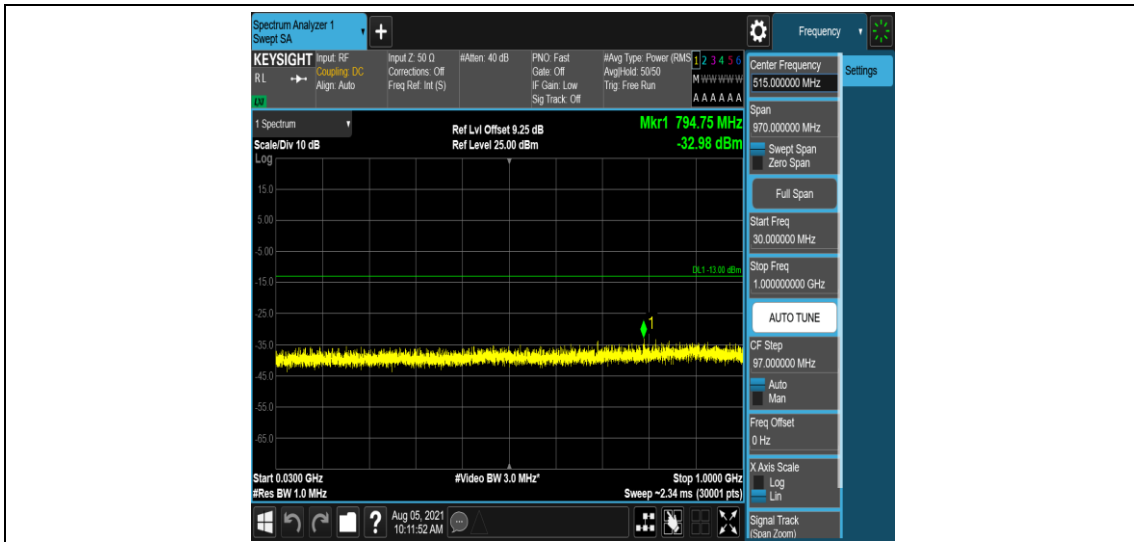 Spectrum Analyzer 1
Swept SA
+
Frequency
KEYSIGHT
RL
LM
Input: RF
Coupling: DC
Align: Auto
Input Z: 50 Ω
Corrections: Off
Freq Ref: Int (S)
#Atten: 40 dB
PNO: Fast
Gate: Off
IF Gain: Low
Sig Track: Off
#Avg Type: Power (RMS
Avg|Hold: 50/50
Trig: Free Run
1 2 3 4 5 6
M W W W W W
A A A A A A
1 Spectrum
Scale/Div 10 dB
Ref Lvl Offset 9.25 dB
Ref Level 25.00 dBm
Mkr1 794.75 MHz
-32.98 dBm
Log
15.0
5.00
-5.00
-15.0
-25.0
-35.0
-45.0
-55.0
-65.0
DL1 -13.00 dBm
1
Start 0.0300 GHz
#Res BW 1.0 MHz
#Video BW 3.0 MHz*
Stop 1.0000 GHz
Sweep ~2.34 ms (30001 pts)
Center Frequency
515.000000 MHz
Settings
Span
970.000000 MHz
Swept Span
Zero Span
Full Span
Start Freq
30.000000 MHz
Stop Freq
1.000000000 GHz
AUTO TUNE
CF Step
97.000000 MHz
Auto
Man
Freq Offset
0 Hz
X Axis Scale
Log
Lin
Signal Track
(Span Zoom)
?
Aug 05, 2021
10:11:52 AM